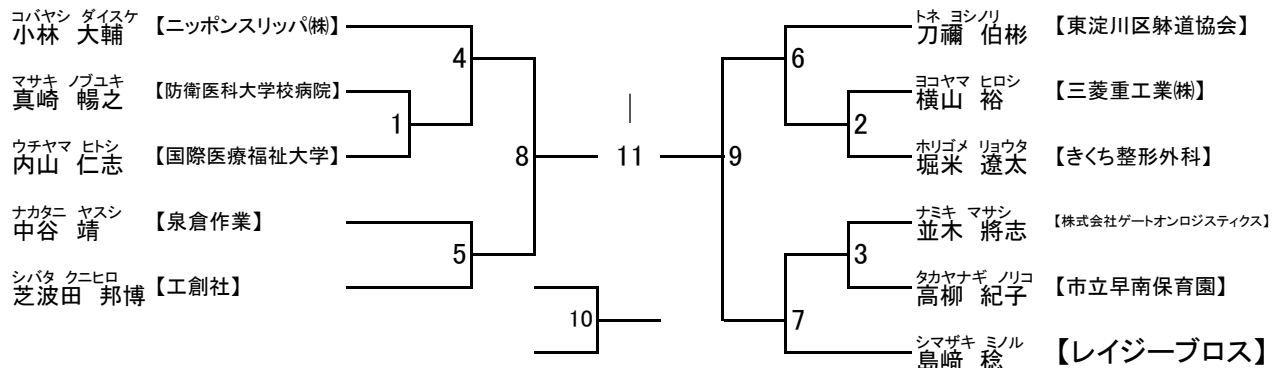 コバヤシ ダイスケ
小林 大輔 【ニッポンスリッパ㈱】
マサキ ノブユキ
真崎 暢之 【防衛医科大学校病院】
ウチヤマ ヒトシ
内山 仁志 【国際医療福祉大学】
ナカタニ ヤスシ
中谷 靖 【泉倉作業】
シバタ クニヒロ
芝波田 邦博 【工創社】
4
1
8
5
10
11
9
6
2
3
7
トネ ヨシノリ
刀禰 伯彬 【東淀川区躰道協会】
ヨコヤマ ヒロシ
横山 裕 【三菱重工業㈱】
ホリゴメ リョウタ
堀米 遼太 【きくち整形外科】
ナミキ マサシ
並木 將志 【株式会社ゲートオンロジスティクス】
タカヤナギ ノリコ
高柳 紀子 【市立早南保育園】
シマザキ ミノル
島﨑 稔 【レイジーブロス】